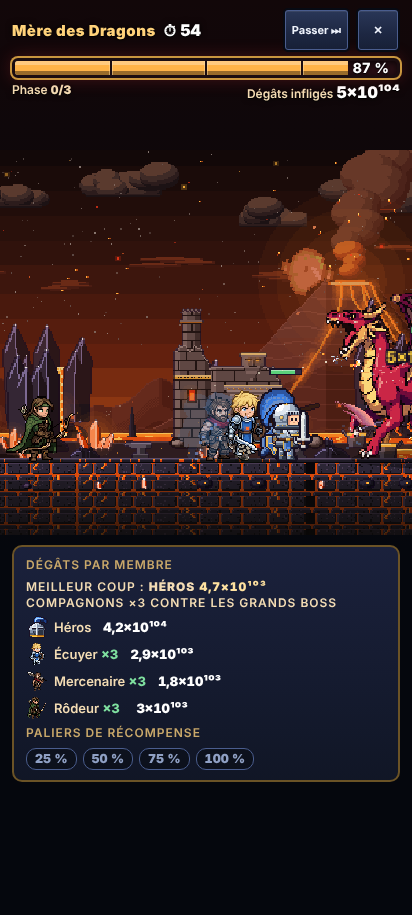 Mère des Dragons ⏱ 54
Passer ⏭
✕
87 %
Phase 0/3
Dégâts infligés 5×10¹⁰⁴
DÉGÂTS PAR MEMBRE
MEILLEUR COUP : HÉROS 4,7×10¹⁰³
COMPAGNONS ×3 CONTRE LES GRANDS BOSS
Héros 4,2×10¹⁰⁴
Écuyer ×3 2,9×10¹⁰³
Mercenaire ×3 1,8×10¹⁰³
Rôdeur ×3 3×10¹⁰³
PALIERS DE RÉCOMPENSE
25 % 50 % 75 % 100 %